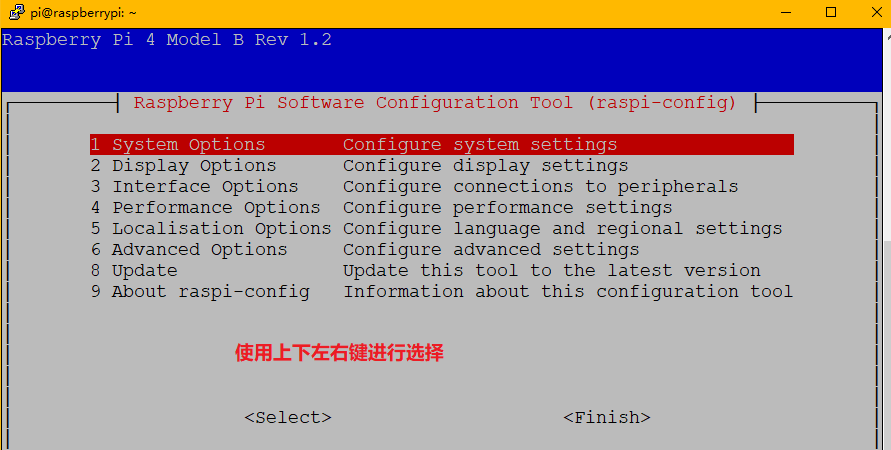 pi@raspberrypi: ~
Raspberry Pi 4 Model B Rev 1.2
Raspberry Pi Software Configuration Tool (raspi-config)
1 System Options Configure system settings
2 Display Options Configure display settings
3 Interface Options Configure connections to peripherals
4 Performance Options Configure performance settings
5 Localisation Options Configure language and regional settings
6 Advanced Options Configure advanced settings
8 Update Update this tool to the latest version
9 About raspi-config Information about this configuration tool
使用上下左右键进行选择
<Select> <Finish>